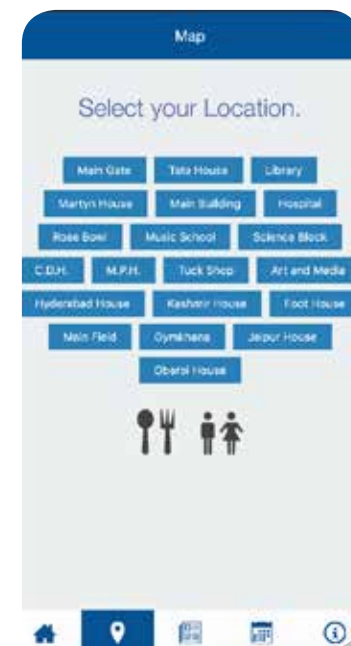 Map
Select your Location.
Main Gate Tata House Library
Martyn House Main Building Hospital
Rose Bowl Music School Science Block
C.D.H. M.P.H. Tuck Shop Art and Media
Hyderabad House Kashmir House Foot House
Main Field Gymkhana Jaipur House
Oberoi House